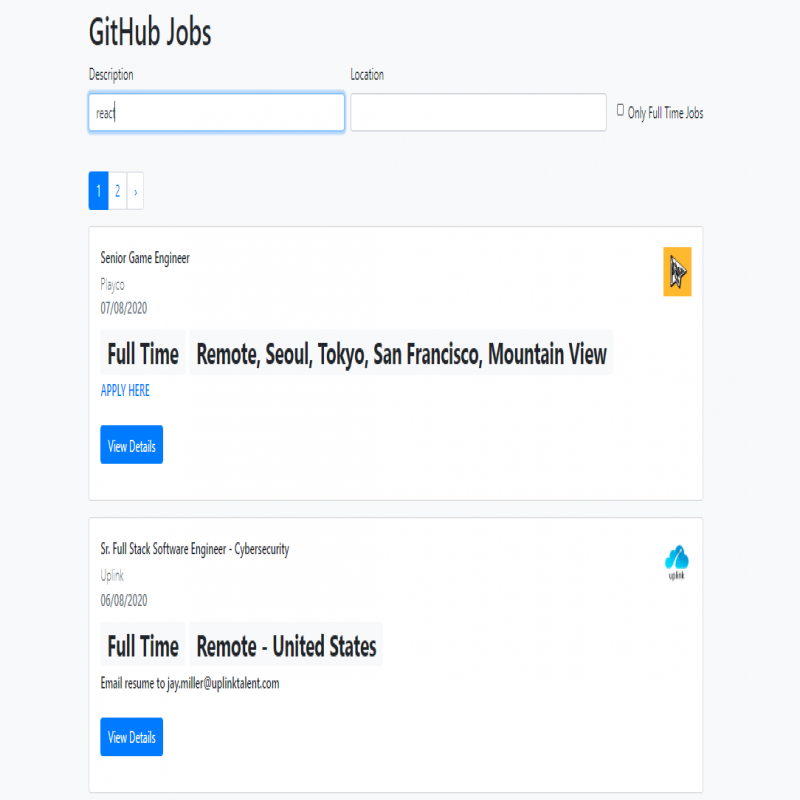 GitHub Jobs
Description
Location
react
Only Full Time Jobs
1 2 ›
Senior Game Engineer
Playco
07/08/2020
Full Time Remote, Seoul, Tokyo, San Francisco, Mountain View
APPLY HERE
View Details
Sr. Full Stack Software Engineer - Cybersecurity
Uplink
uplink
06/08/2020
Full Time Remote - United States
Email resume to jay.miller@uplinktalent.com
View Details